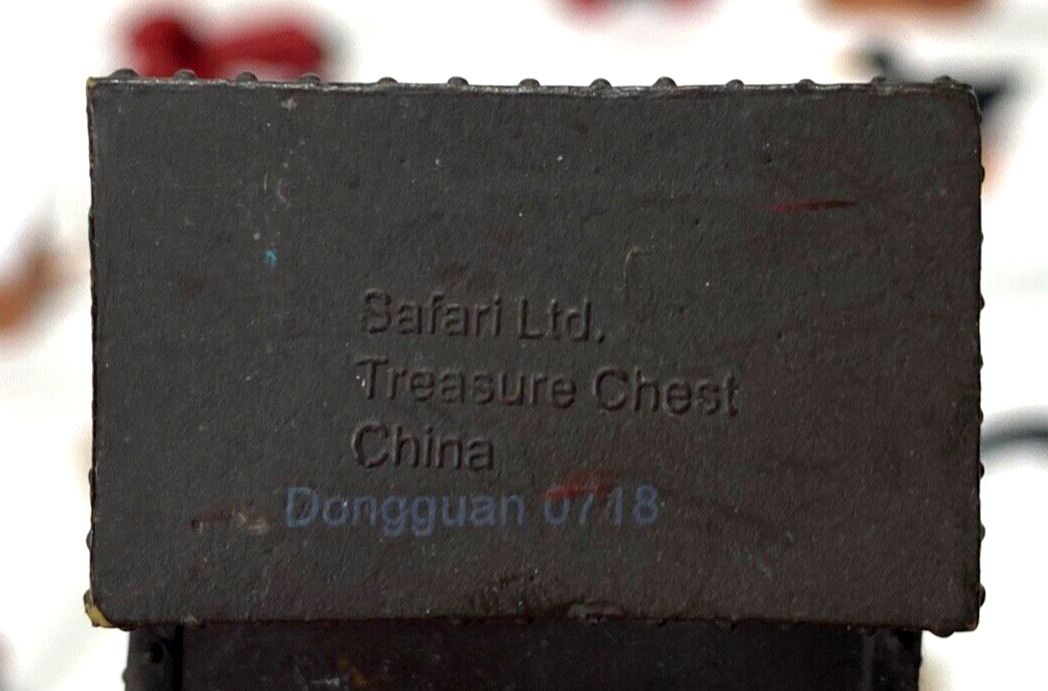 Safari Ltd.
Treasure Chest
China
Dongguan 0718